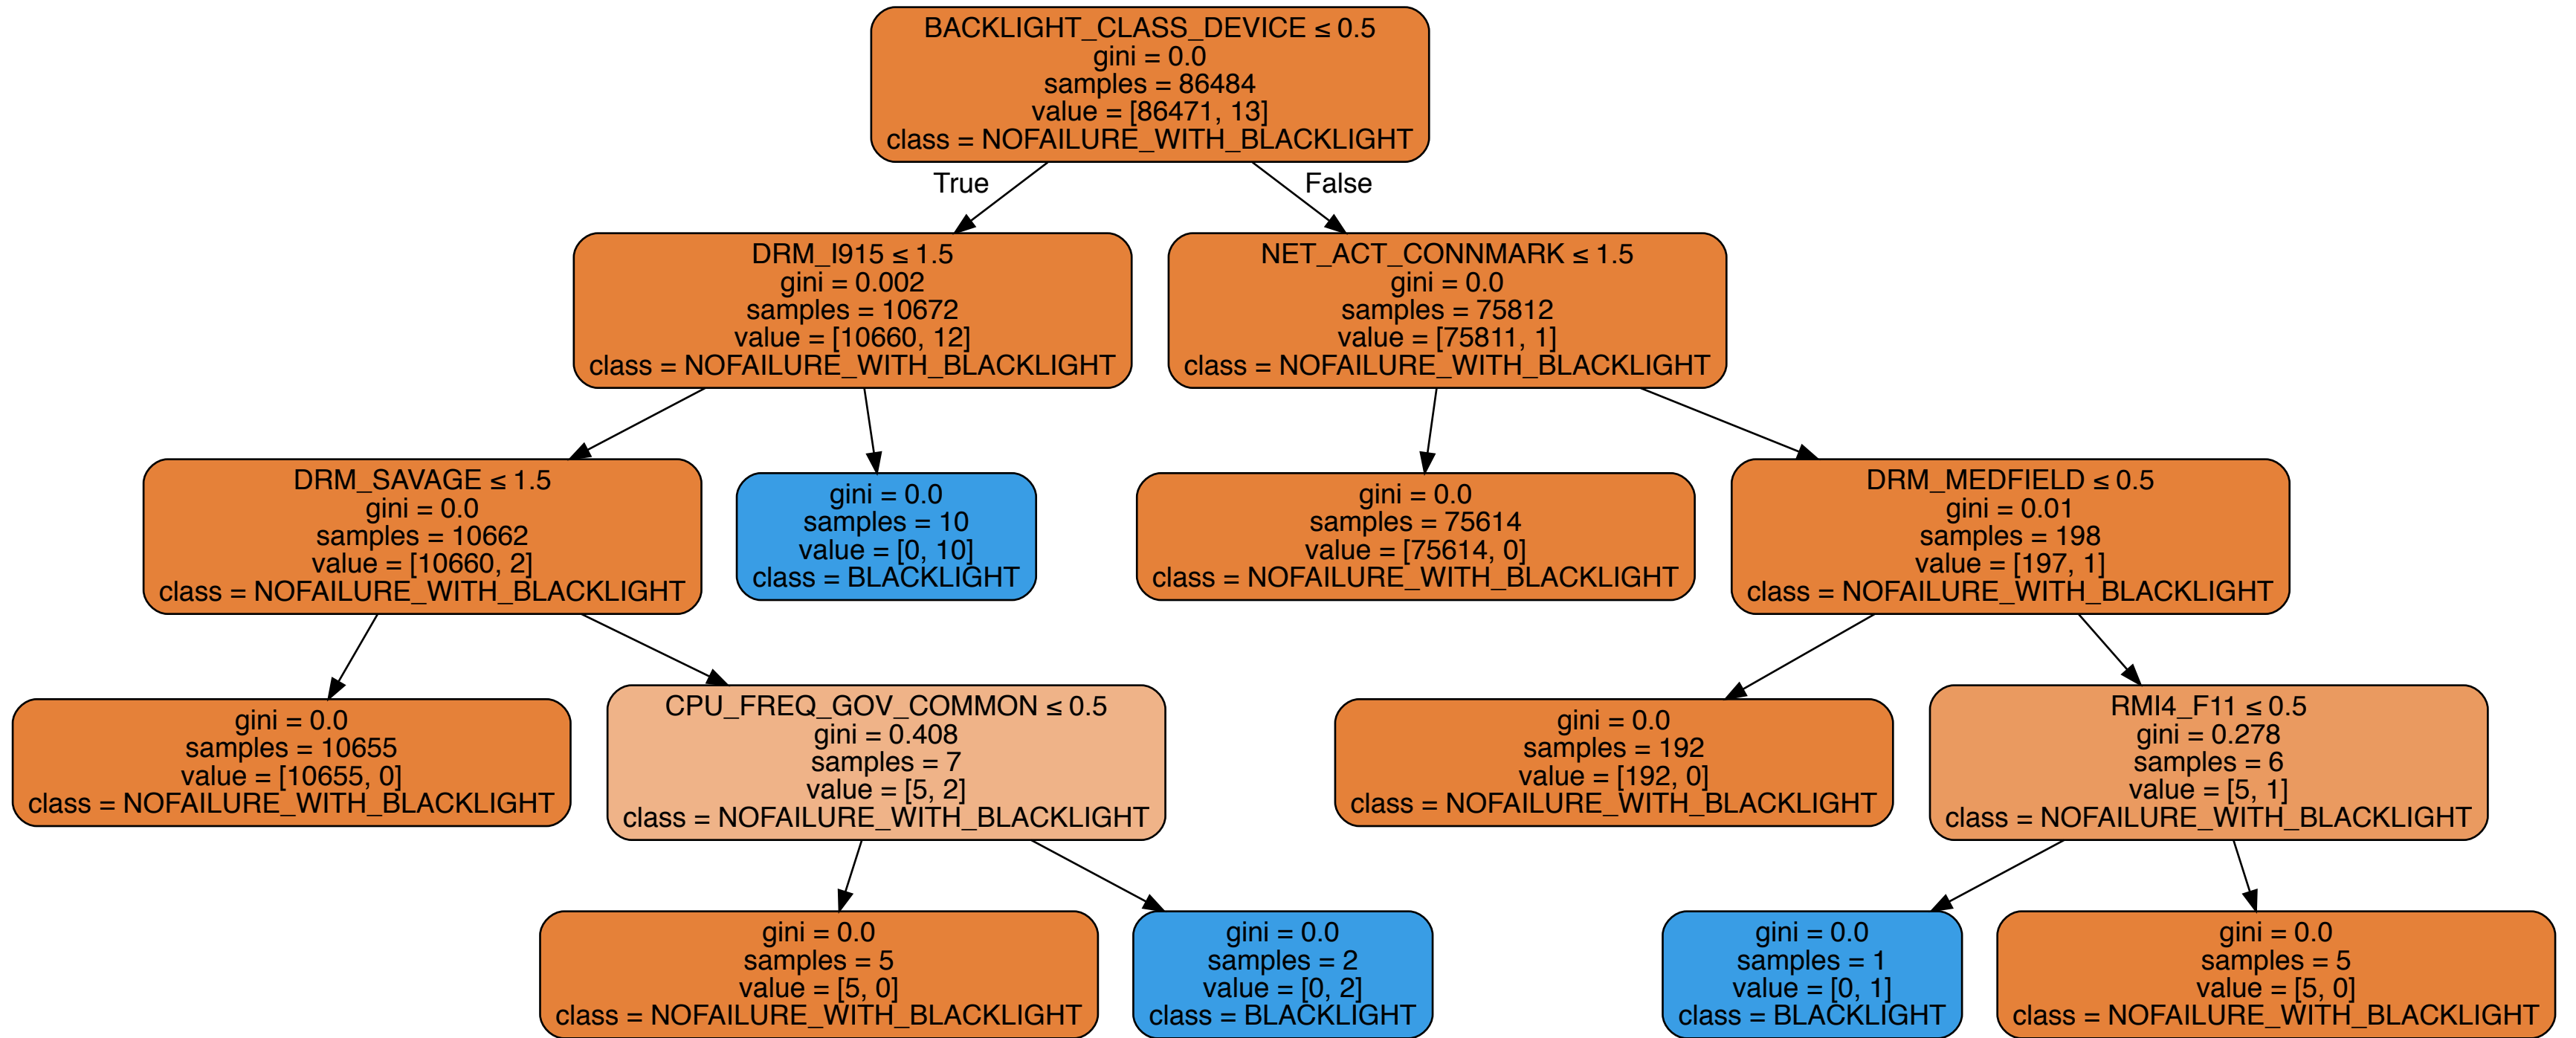 BACKLIGHT_CLASS_DEVICE ≤ 0.5
gini = 0.0
samples = 86484
value = [86471, 13]
class = NOFAILURE_WITH_BLACKLIGHT
True
False
DRM_I915 ≤ 1.5
gini = 0.002
samples = 10672
value = [10660, 12]
class = NOFAILURE_WITH_BLACKLIGHT
NET_ACT_CONNMARK ≤ 1.5
gini = 0.0
samples = 75812
value = [75811, 1]
class = NOFAILURE_WITH_BLACKLIGHT
DRM_SAVAGE ≤ 1.5
gini = 0.0
samples = 10662
value = [10660, 2]
class = NOFAILURE_WITH_BLACKLIGHT
gini = 0.0
samples = 10
value = [0, 10]
class = BLACKLIGHT
gini = 0.0
samples = 75614
value = [75614, 0]
class = NOFAILURE_WITH_BLACKLIGHT
DRM_MEDFIELD ≤ 0.5
gini = 0.01
samples = 198
value = [197, 1]
class = NOFAILURE_WITH_BLACKLIGHT
gini = 0.0
samples = 10655
value = [10655, 0]
class = NOFAILURE_WITH_BLACKLIGHT
CPU_FREQ_GOV_COMMON ≤ 0.5
gini = 0.408
samples = 7
value = [5, 2]
class = NOFAILURE_WITH_BLACKLIGHT
gini = 0.0
samples = 192
value = [192, 0]
class = NOFAILURE_WITH_BLACKLIGHT
RMI4_F11 ≤ 0.5
gini = 0.278
samples = 6
value = [5, 1]
class = NOFAILURE_WITH_BLACKLIGHT
gini = 0.0
samples = 5
value = [5, 0]
class = NOFAILURE_WITH_BLACKLIGHT
gini = 0.0
samples = 2
value = [0, 2]
class = BLACKLIGHT
gini = 0.0
samples = 1
value = [0, 1]
class = BLACKLIGHT
gini = 0.0
samples = 5
value = [5, 0]
class = NOFAILURE_WITH_BLACKLIGHT